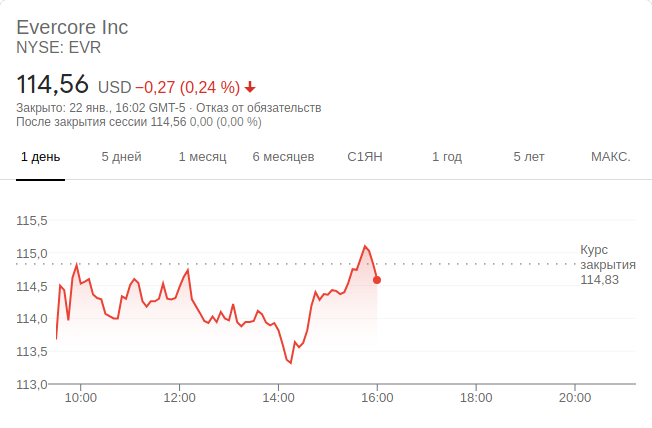 Evercore Inc
NYSE: EVR
114,56 USD −0,27 (0,24 %)
Закрыто: 22 янв., 16:02 GMT-5 · Отказ от обязательств
После закрытия сессии 114,56 0,00 (0,00 %)
1 день 5 дней 1 месяц 6 месяцев С1ЯН 1 год 5 лет МАКС.
115,5
115,0
114,5
114,0
113,5
113,0
Курс
закрытия
114,83
10:00 12:00 14:00 16:00 18:00 20:00